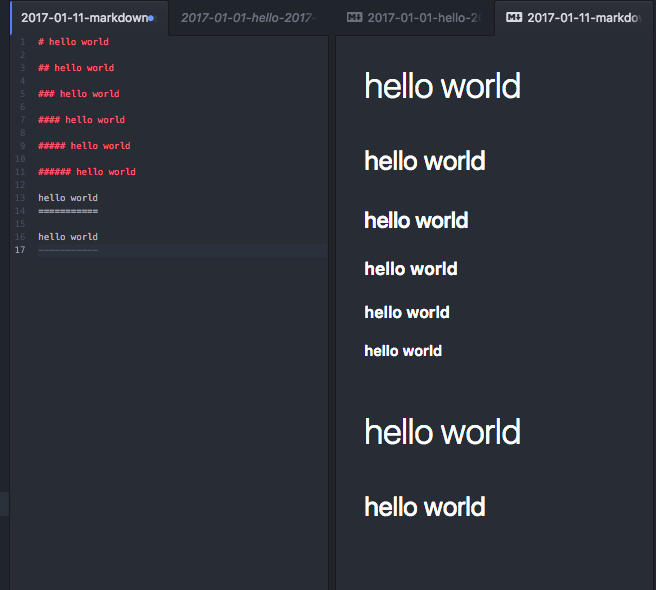 2017-01-11-markdown
2017-01-01-hello-2017-
2017-01-01-hello-2
2017-01-11-markdo
1 # hello world
2
3 ## hello world
4
5 ### hello world
6
7 #### hello world
8
9 ##### hello world
10
11 ###### hello world
12
13 hello world
14 ===========
15
16 hello world
17 -----------
hello world
hello world
hello world
hello world
hello world
hello world
hello world
hello world